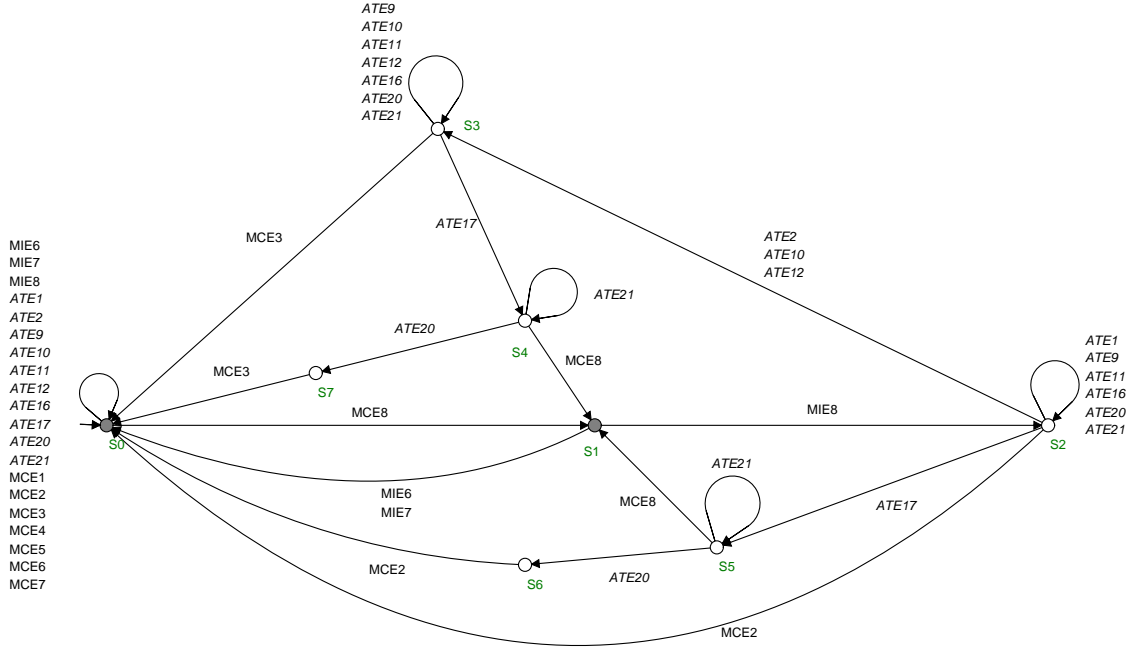 ATE9
ATE10
ATE11
ATE12
ATE16
ATE20
ATE21
S3
MCE3
ATE17
ATE2
ATE10
ATE12
MIE6
MIE7
MIE8
ATE1
ATE2
ATE9
ATE10
ATE11
ATE12
ATE16
ATE17
ATE20
ATE21
MCE1
MCE2
MCE3
MCE4
MCE5
MCE6
MCE7
S0
ATE21
S4
ATE20
MCE3
S7
MCE8
MCE8
S1
MIE8
ATE1
ATE9
ATE11
ATE16
ATE20
ATE21
S2
MIE6
MIE7
ATE21
MCE8
ATE17
S5
ATE20
S6
MCE2
MCE2